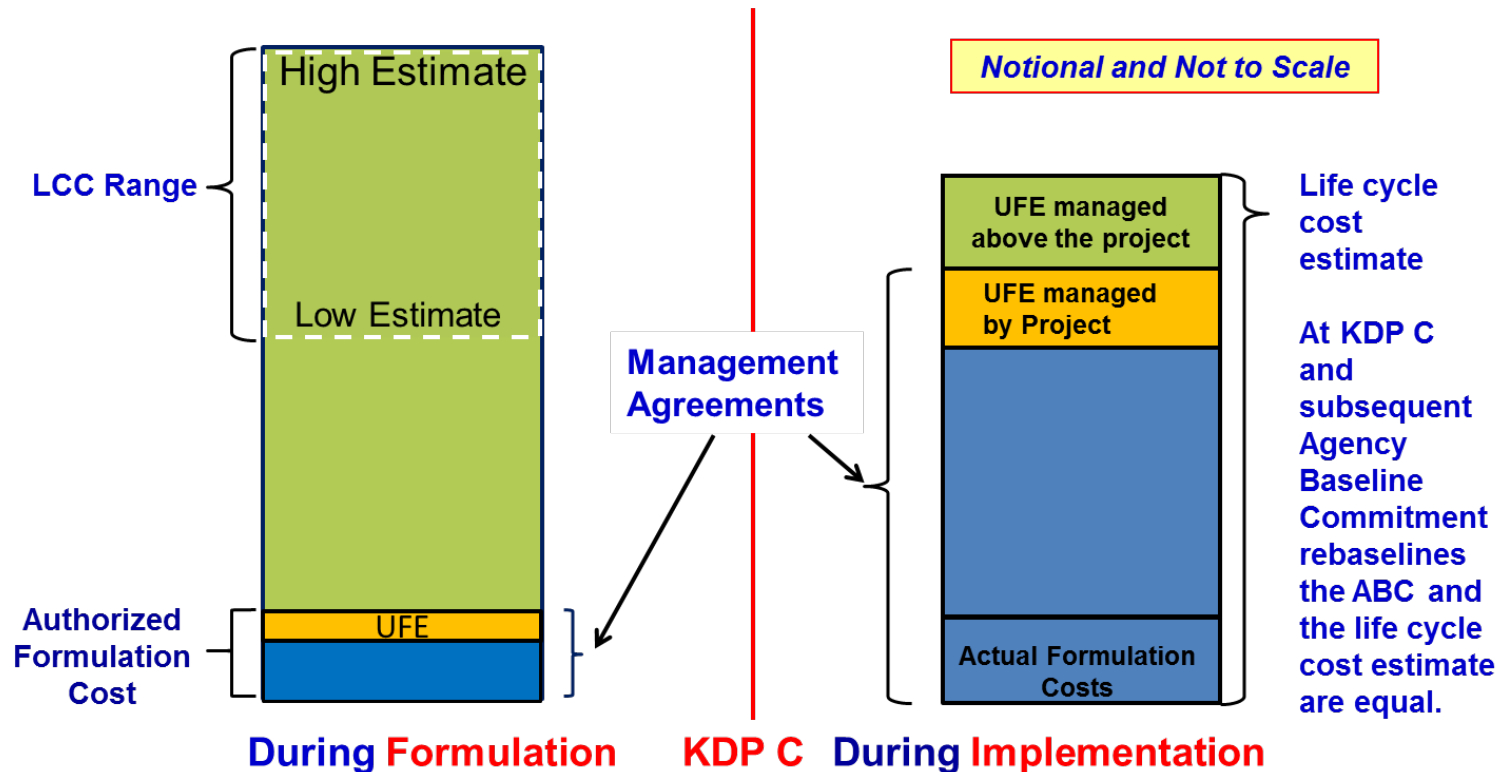 High Estimate
LCC Range
Low Estimate
UFE
Authorized
Formulation
Cost
Management
Agreements
Notional and Not to Scale
UFE managed
above the project
UFE managed
by Project
Actual Formulation
Costs
Life cycle
cost
estimate
At KDP C
and
subsequent
Agency
Baseline
Commitment
rebaselines
the ABC and
the life cycle
cost estimate
are equal.
During Formulation
KDP C
During Implementation